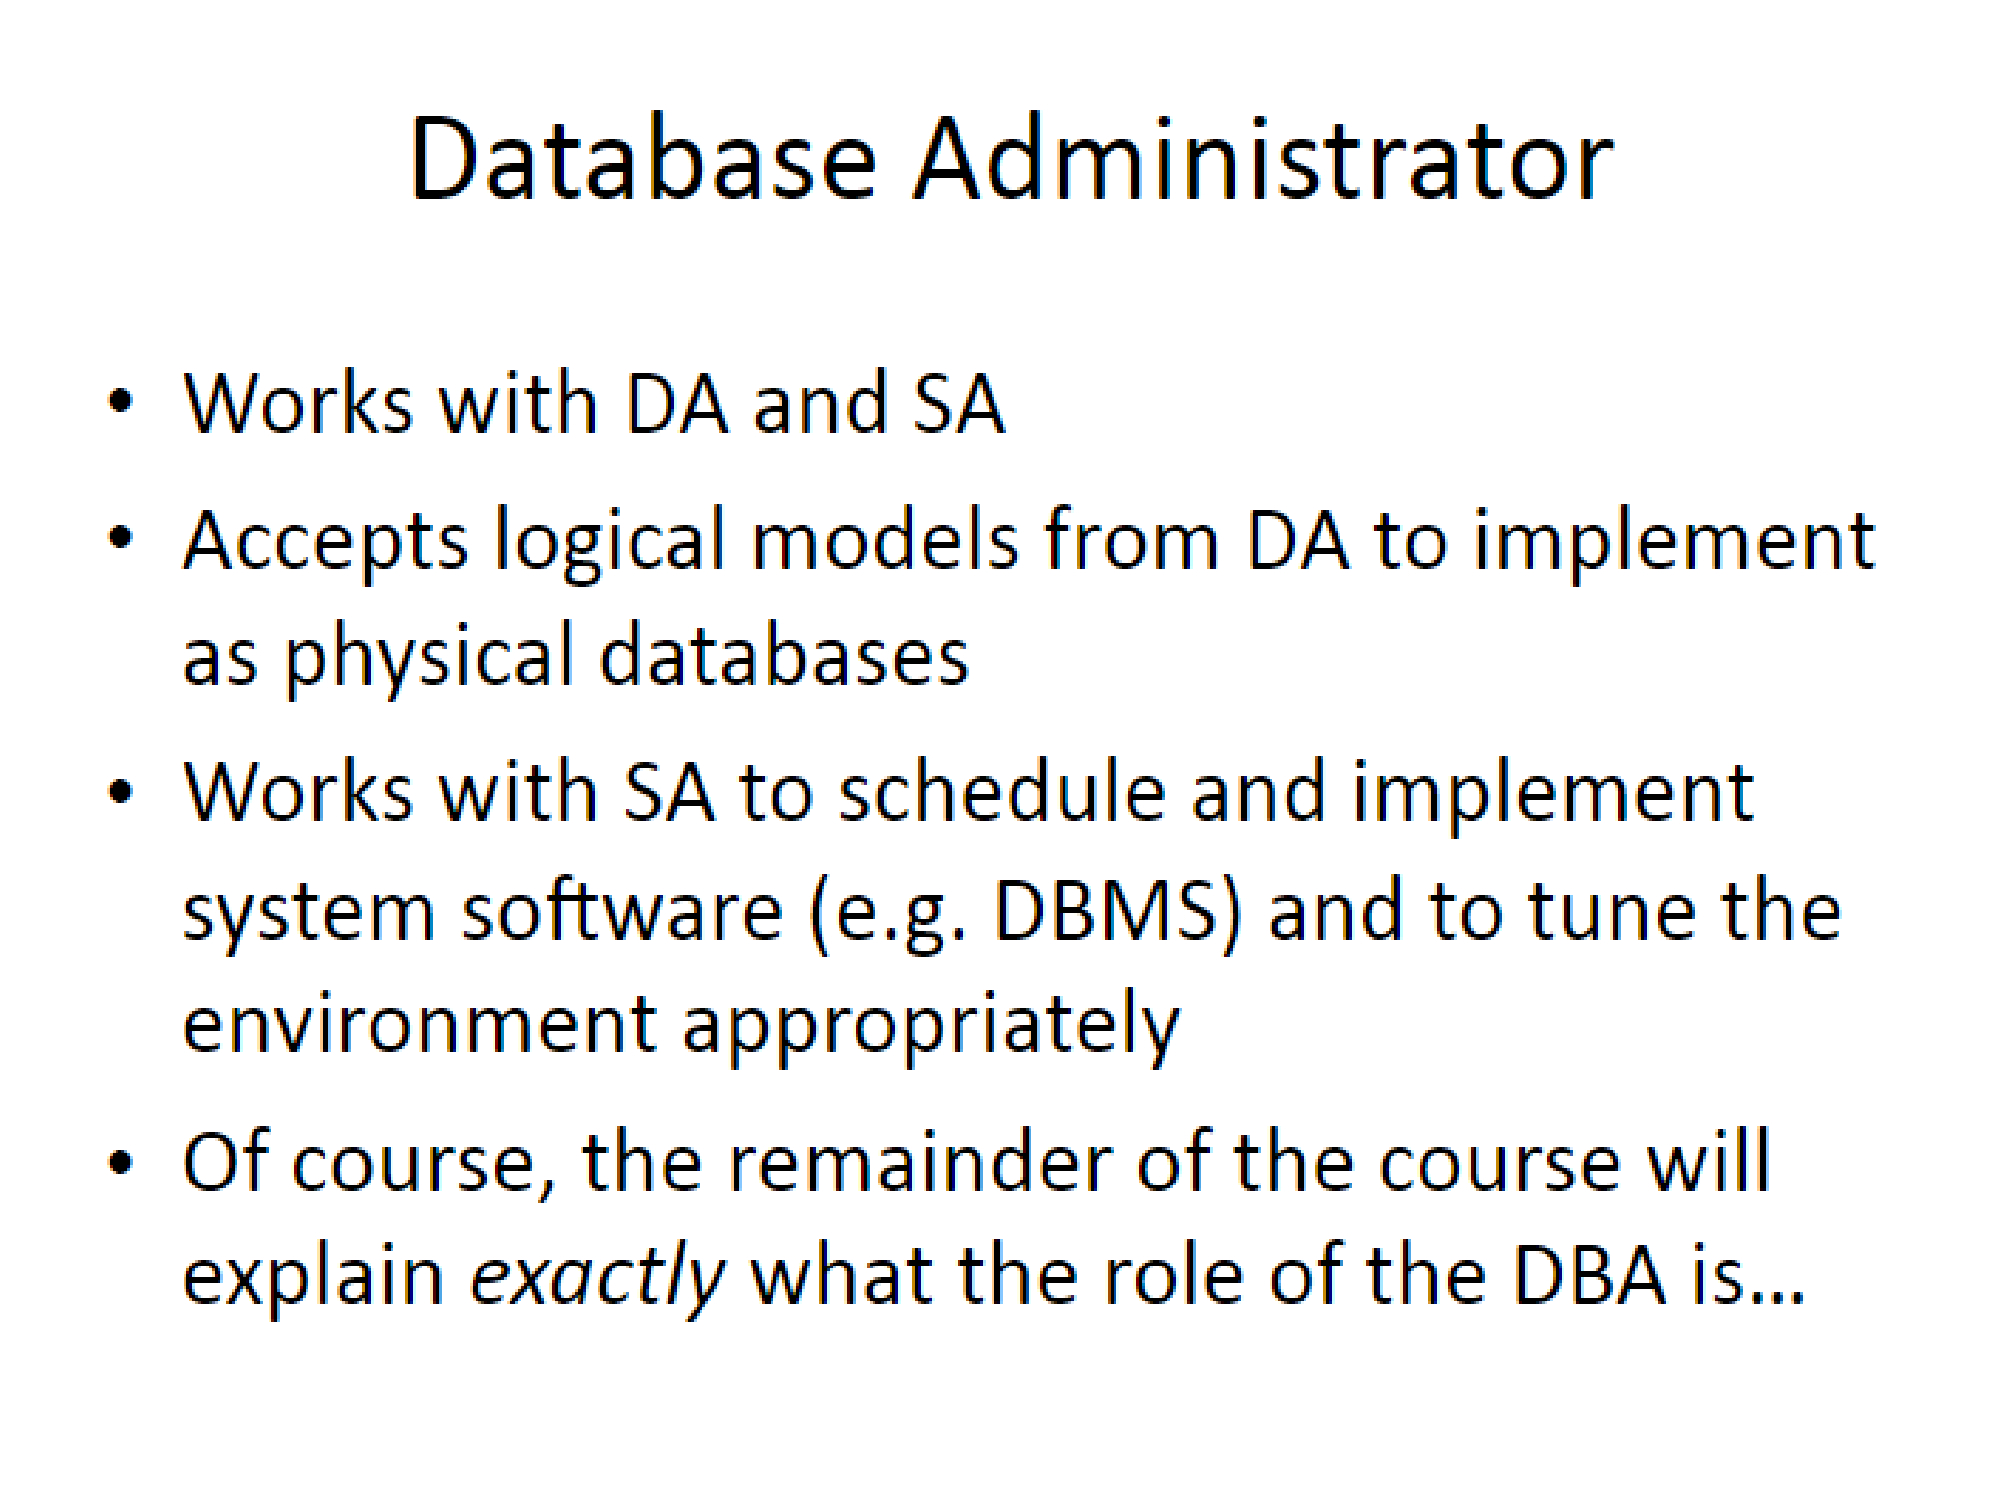 Database Administrator
• Works with DA and SA
• Accepts logical models from DA to implement
as physical databases
• Works with SA to schedule and implement
system software (e.g. DBMS) and to tune the
environment appropriately
• Of course, the remainder of the course will
explain exactly what the role of the DBA is...